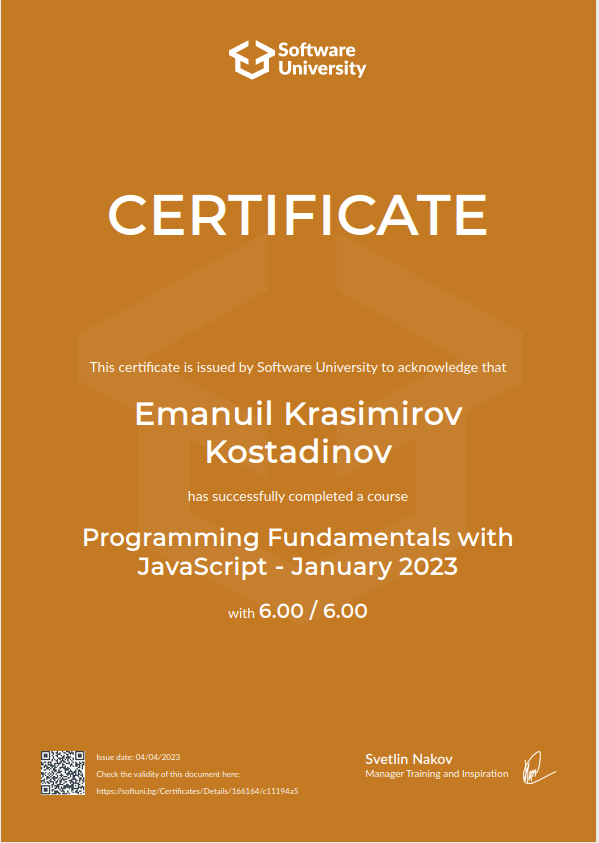 Software
University
CERTIFICATE
This certificate is issued by Software University to acknowledge that
Emanuil Krasimirov
Kostadinov
has successfully completed a course
Programming Fundamentals with
JavaScript - January 2023
with 6.00 / 6.00
Issue date: 04/04/2023
Check the validity of this document here:
https://softuni.bg/Certificates/Details/166164/c11194a5
Svetlin Nakov
Manager Training and Inspiration